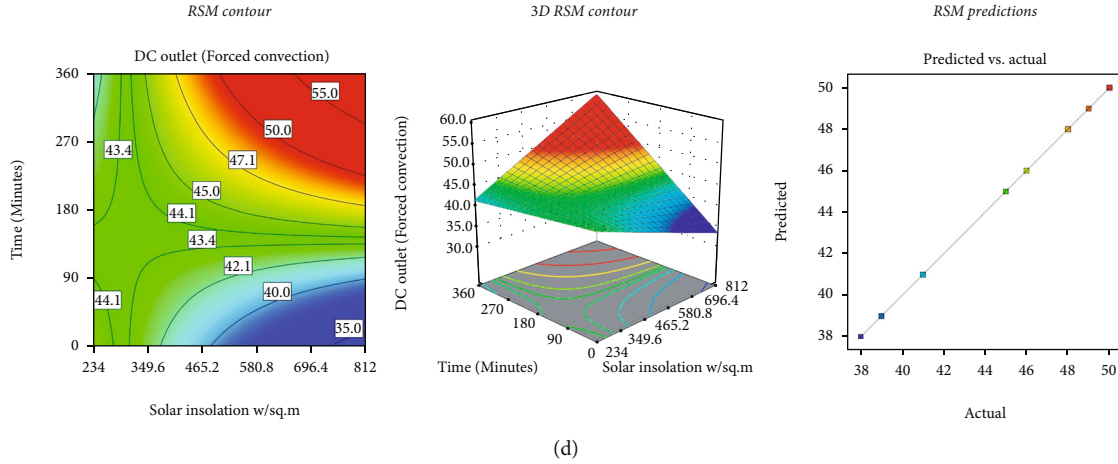 RSM contour
3D RSM contour
RSM predictions
DC outlet (Forced convection)
Time (Minutes)
360
270
180
90
0
55.0
50.0
47.1
43.4
45.0
44.1
43.4
42.1
44.1
40.0
35.0
234 349.6 465.2 580.8 696.4 812
Solar insolation w/sq.m
DC outlet (Forced convection)
60.0
55.0
50.0
45.0
40.0
35.0
30.0
360
270
180
90
0
812
696.4
580.8
465.2
349.6
234
Time (Minutes) Solar insolation w/sq.m
Predicted vs. actual
Predicted
50
48
46
44
42
40
38
38 40 42 44 46 48 50
Actual
(d)